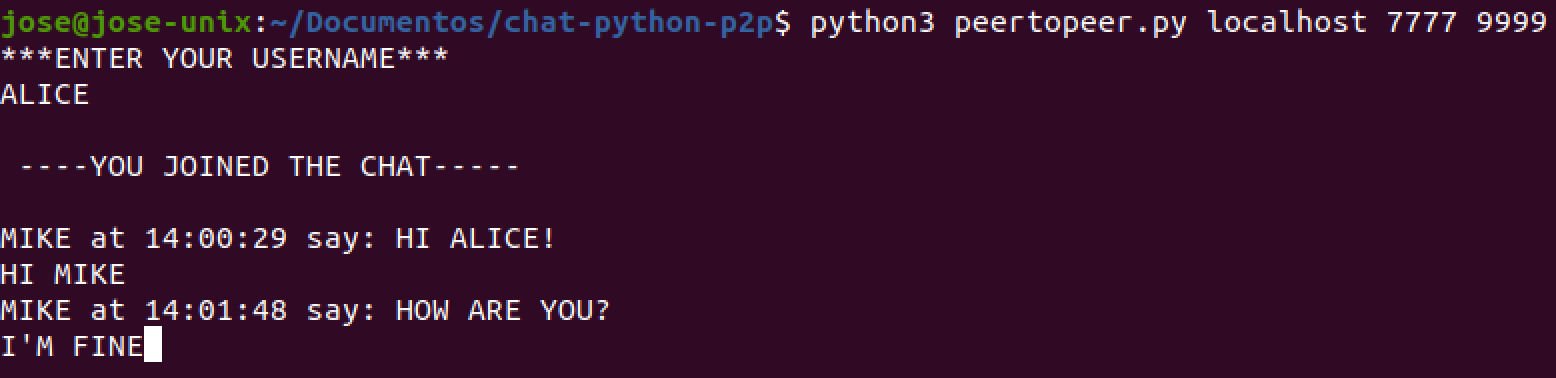 jose@jose-unix:~/Documentos/chat-python-p2p$ python3 peertopeer.py localhost 7777 9999
***ENTER YOUR USERNAME***
ALICE
----YOU JOINED THE CHAT-----
MIKE at 14:00:29 say: HI ALICE!
HI MIKE
MIKE at 14:01:48 say: HOW ARE YOU?
I'M FINE